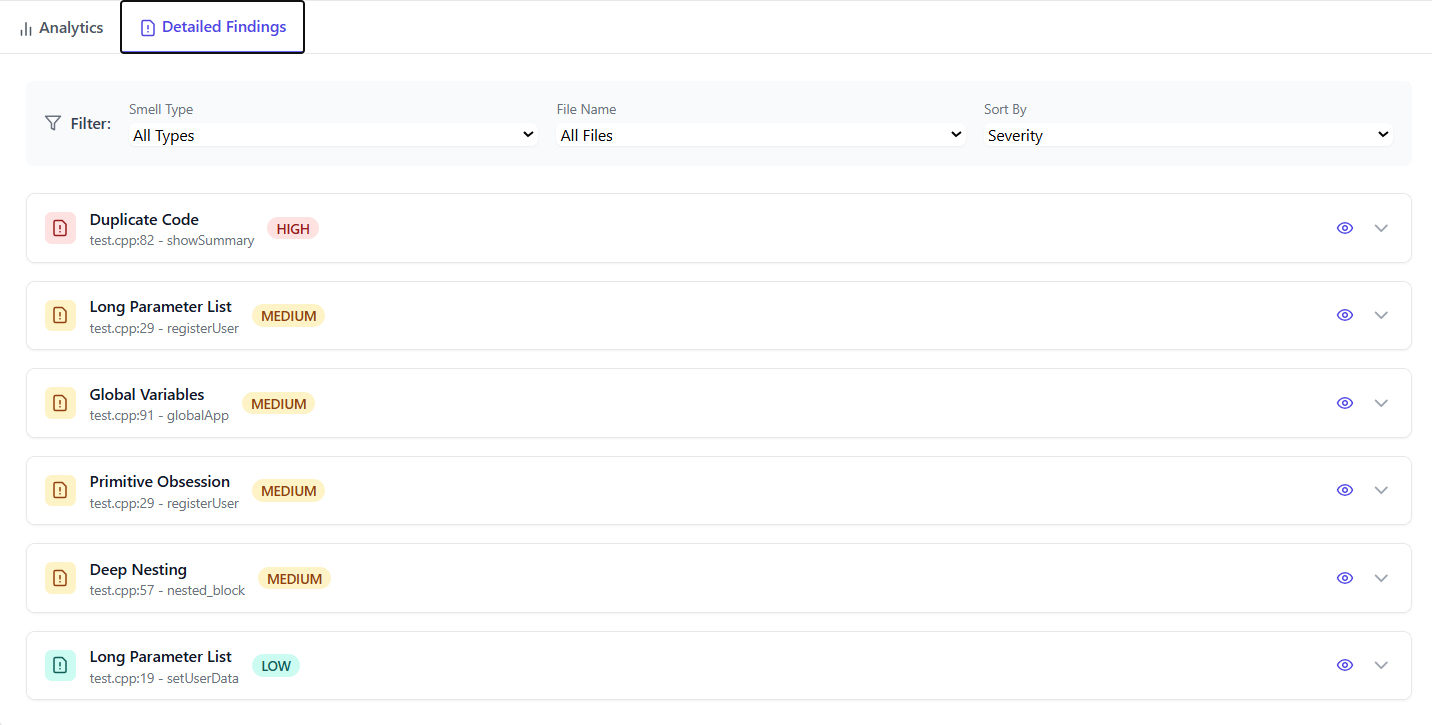 Analytics
Detailed Findings
Filter:
Smell Type
All Types
File Name
All Files
Sort By
Severity
Duplicate Code
test.cpp:82 - showSummary
HIGH
Long Parameter List
test.cpp:29 - registerUser
MEDIUM
Global Variables
test.cpp:91 - globalApp
MEDIUM
Primitive Obsession
test.cpp:29 - registerUser
MEDIUM
Deep Nesting
test.cpp:57 - nested_block
MEDIUM
Long Parameter List
test.cpp:19 - setUserData
LOW